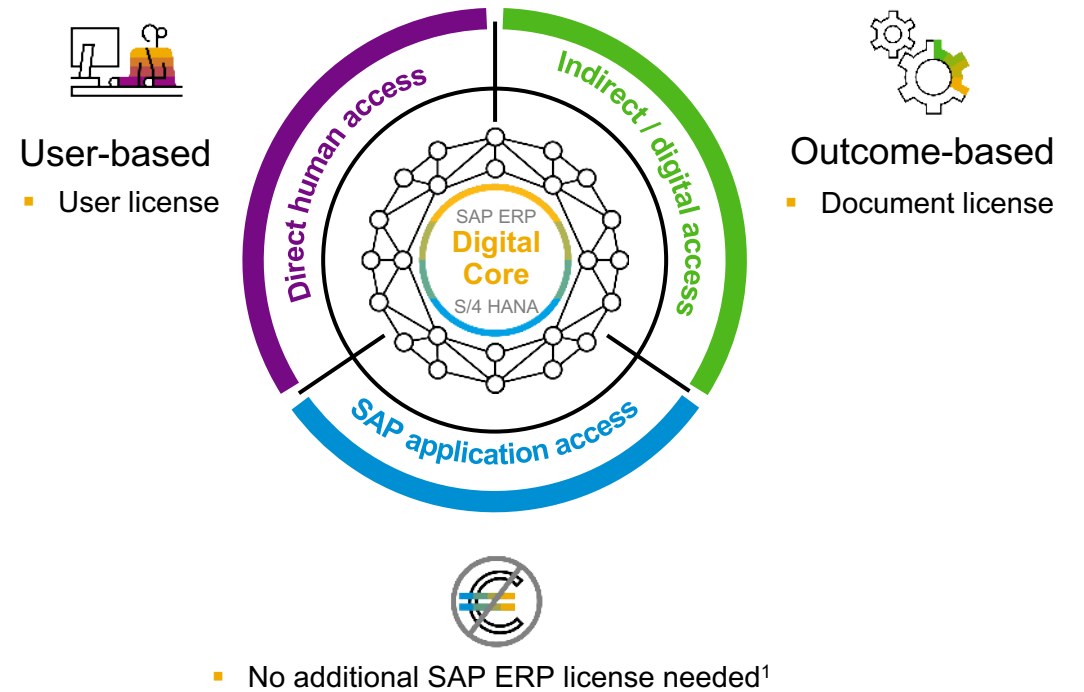 User-based
▪ User license
Direct human access
Indirect / digital access
Outcome-based
▪ Document license
SAP ERP
Digital
Core
S/4 HANA
SAP application access
▪ No additional SAP ERP license needed¹